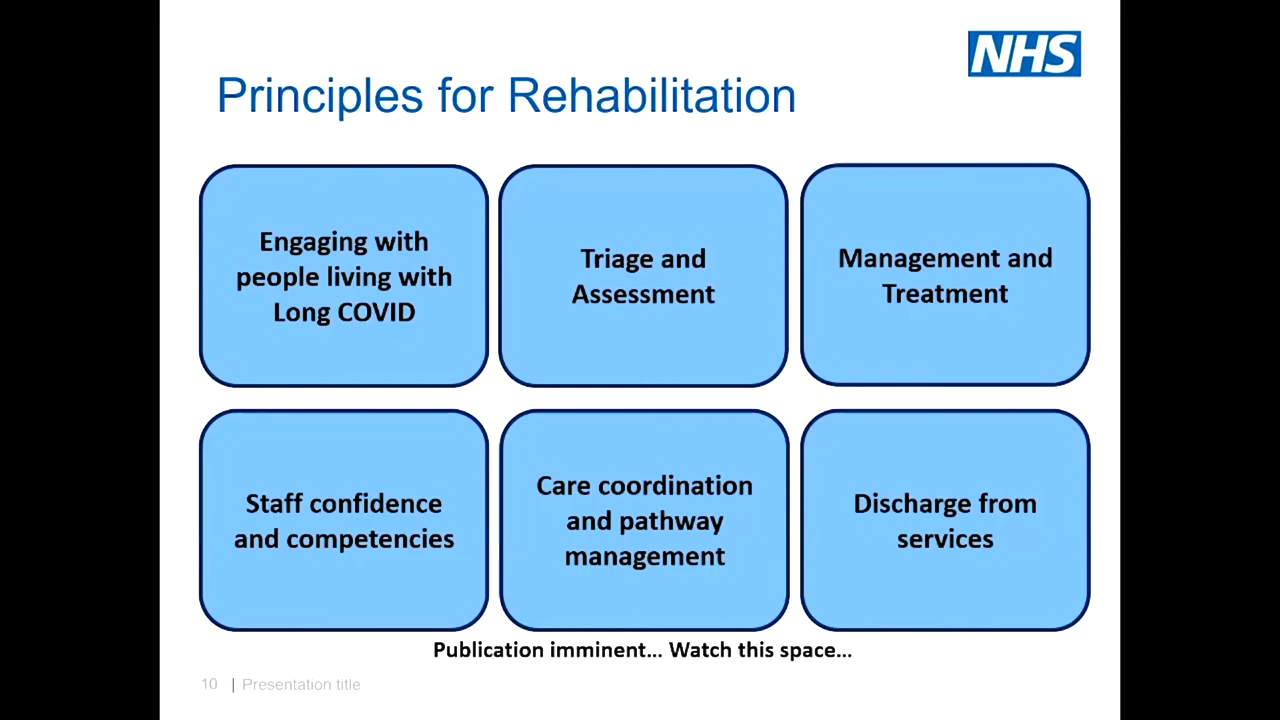 NHS
Principles for Rehabilitation
Engaging with
people living with
Long COVID
Triage and
Assessment
Management and
Treatment
Staff confidence
and competencies
Care coordination
and pathway
management
Discharge from
services
Publication imminent... Watch this space...
10 | Presentation title